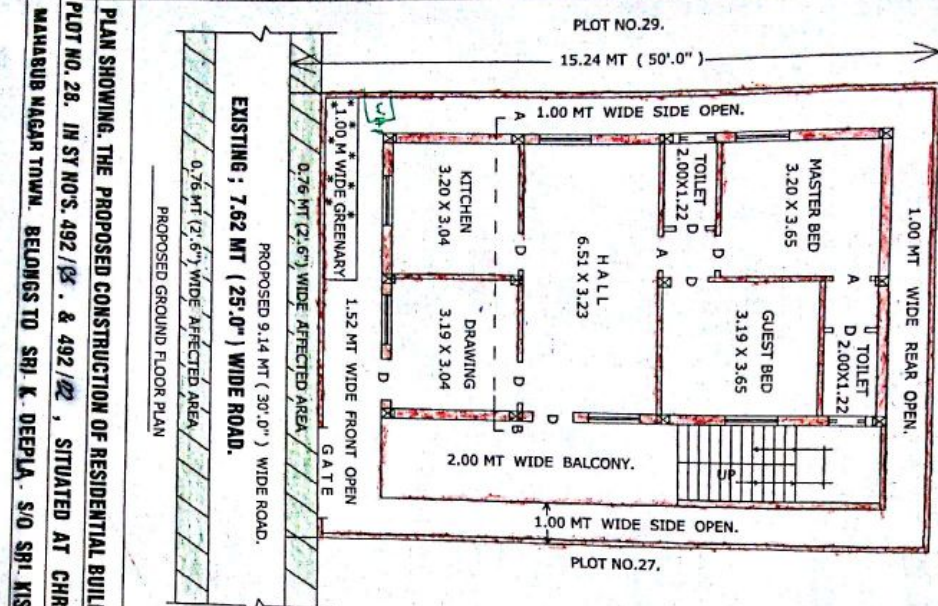 PLOT NO.29.
15.24 MT ( 50'.0" )
1.00 MT WIDE SIDE OPEN.
1.00 MT WIDE REAR OPEN.
MASTER BED
3.20 X 3.65
TOILET
2.00X1.22
A
KITCHEN
3.20 X 3.04
D
D
D
D
A
A
HALL
6.51 X 3.23
GUEST BED
3.19 X 3.65
D
TOILET
2.00X1.22
DRAWING
3.19 X 3.04
D
D
D
B
2.00 MT WIDE BALCONY.
UP
1.00 MT WIDE SIDE OPEN.
PLOT NO.27.
1.00 M WIDE GREENARY
1.52 MT WIDE FRONT OPEN
GATE
0.76 MT (2'.6") WIDE AFFECTED AREA
PROPOSED 9.14 MT ( 30'.0" ) WIDE ROAD.
EXISTING ; 7.62 MT ( 25'.0" ) WIDE ROAD.
0.76 MT (2'.6") WIDE AFFECTED AREA
PROPOSED GROUND FLOOR PLAN
PLAN SHOWING, THE PROPOSED CONSTRUCTION OF RESIDENTIAL BUIL
PLOT NO. 28. IN SY NO'S. 492 / , & 492 / , SITUATED AT CHR
MAHABUB NAGAR TOWN. BELONGS TO SRI. K. DEEPLA. S/O SRI. KIS